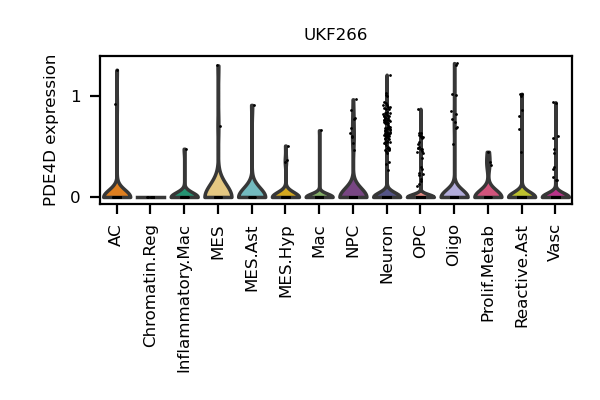 UKF266
PDE4D expression
1
0
AC
Chromatin.Reg
Inflammatory.Mac
MES
MES.Ast
MES.Hyp
Mac
NPC
Neuron
OPC
Oligo
Prolif.Metab
Reactive.Ast
Vasc